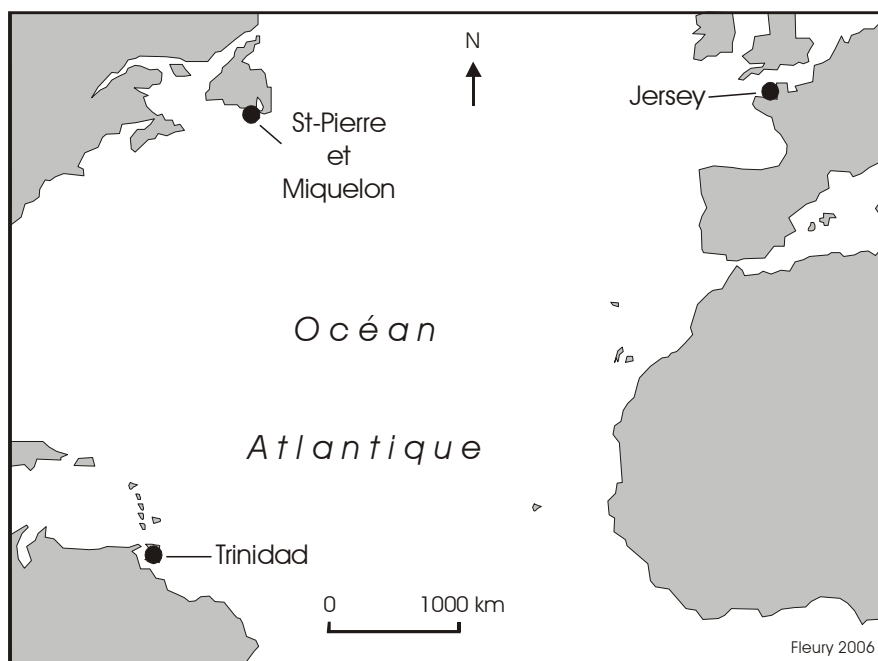 N
Jersey
St-Pierre
et
Miquelon
Océan
Atlantique
Trinidad
0 1000 km
Fleury 2006